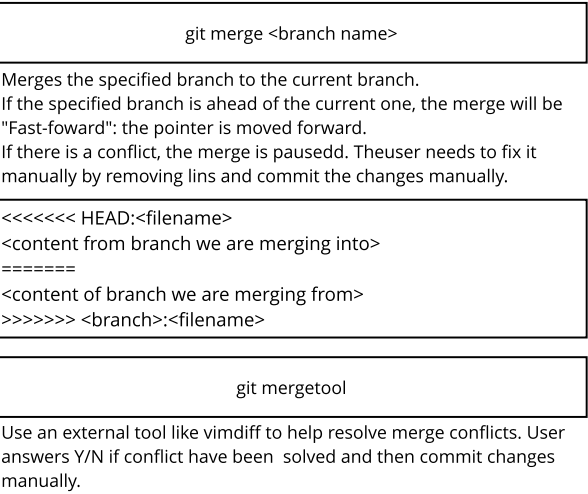 git merge <branch name>
Merges the specified branch to the current branch.
If the specified branch is ahead of the current one, the merge will be
"Fast-foward": the pointer is moved forward.
If there is a conflict, the merge is pausedd. Theuser needs to fix it
manually by removing lins and commit the changes manually.
<<<<<<< HEAD:<filename>
<content from branch we are merging into>
=======
<content of branch we are merging from>
>>>>>>> <branch>:<filename>
git mergetool
Use an external tool like vimdiff to help resolve merge conflicts. User
answers Y/N if conflict have been  solved and then commit changes
manually.